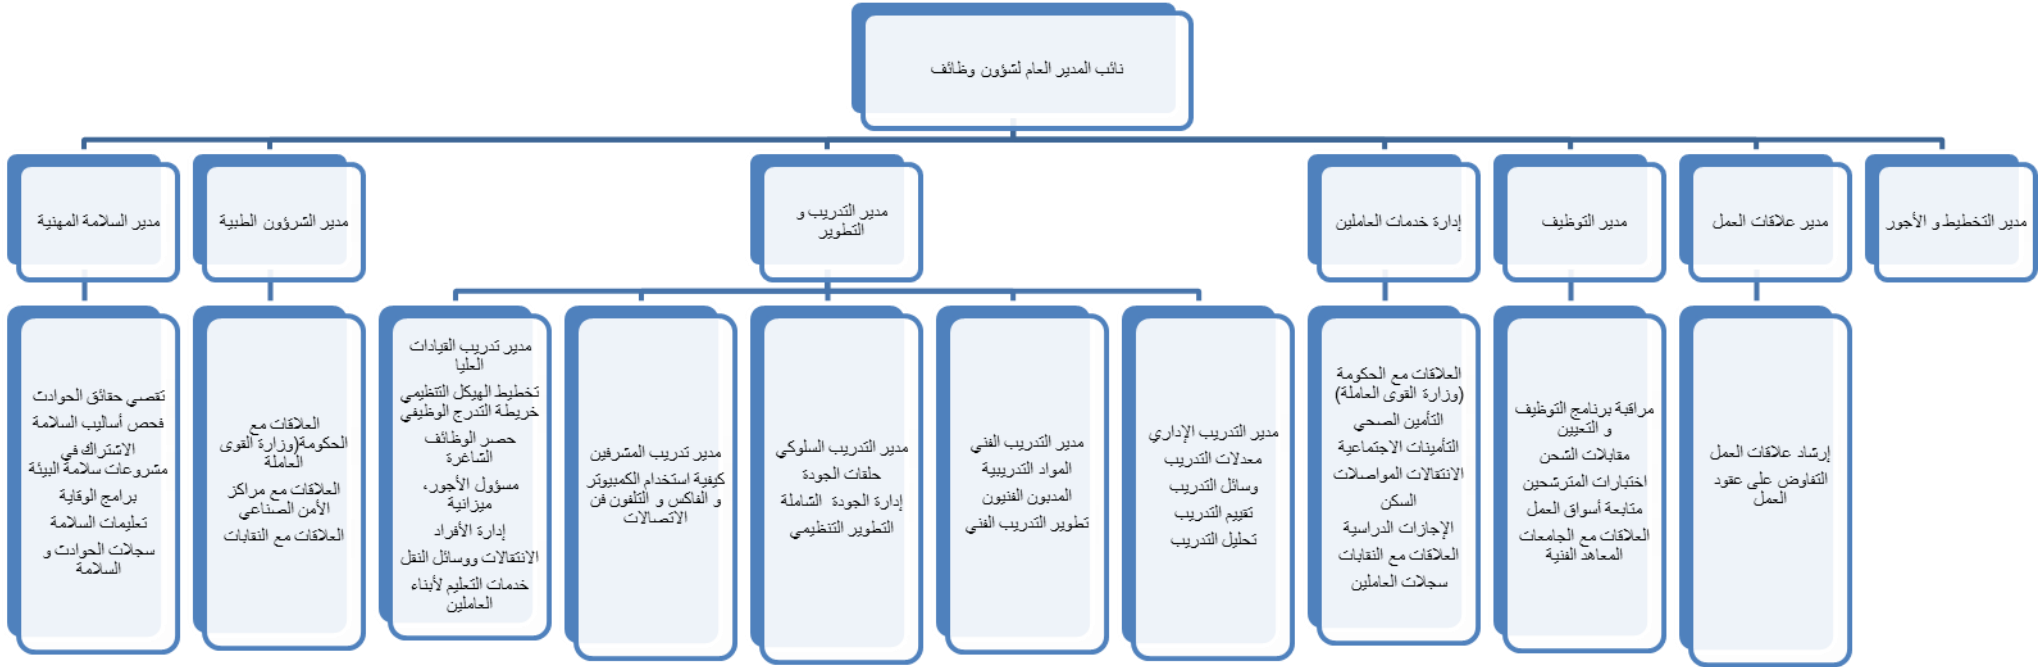 نائب المدير العام لشؤون وظائف
مدير التخطيط و الأجور
مدير علاقات العمل
مدير التوظيف
إدارة خدمات العاملين
مدير التدريب و
التطوير
مدير الشرؤون الطبية
مدير السلامة المهنية
إرشاد علاقات العمل
التفاوض على عقود
العمل
مراقبة برنامج التوظيف
و التعيين
مقابلات الشحن
اختبارات المترشحين
متابعة أسواق العمل
العلاقات مع الجامعات
المعاهد الفنية
العلاقات مع الحكومة
(وزارة القوى العاملة)
التأمين الصحي
التأمينات الاجتماعية
الانتقالات المواصلات
السكن
الإجازات الدراسية
العلاقات مع النقابات
سجلات العاملين
مدير التدريب الإداري
معدلات التدريب
وسائل التدريب
تقييم التدريب
تحليل التدريب
مدير التدريب الفني
المواد التدريبية
المدبون الفنيون
تطوير التدريب الفني
مدير التدريب السلوكي
حلقات الجودة
إدارة الجودة الشاملة
التطوير التنظيمي
مدير تدريب المشرفين
كيفية استخدام الكمبيوتر
و الفاكس و التلفون فن
الاتصالات
مدير تدريب القيادات
العليا
تخطيط الهيكل التنظيمي
خريطة التدرج الوظيفي
حصر الوظائف
الشاغرة
مسؤول الأجور،
ميزانية
إدارة الأفراد
الانتقالات ووسائل النقل
خدمات التعليم لأبناء
العاملين
العلاقات مع
الحكومة(وزارة القوى
العاملة
العلاقات مع مراكز
الأمن الصناعي
العلاقات مع النقابات
تقصي حقائق الحوادث
فحص أساليب السلامة
الاشتراك في
مشروعات سلامة البيئة
برامج الوقاية
تعليمات السلامة
سجلات الحوادث و
السلامة